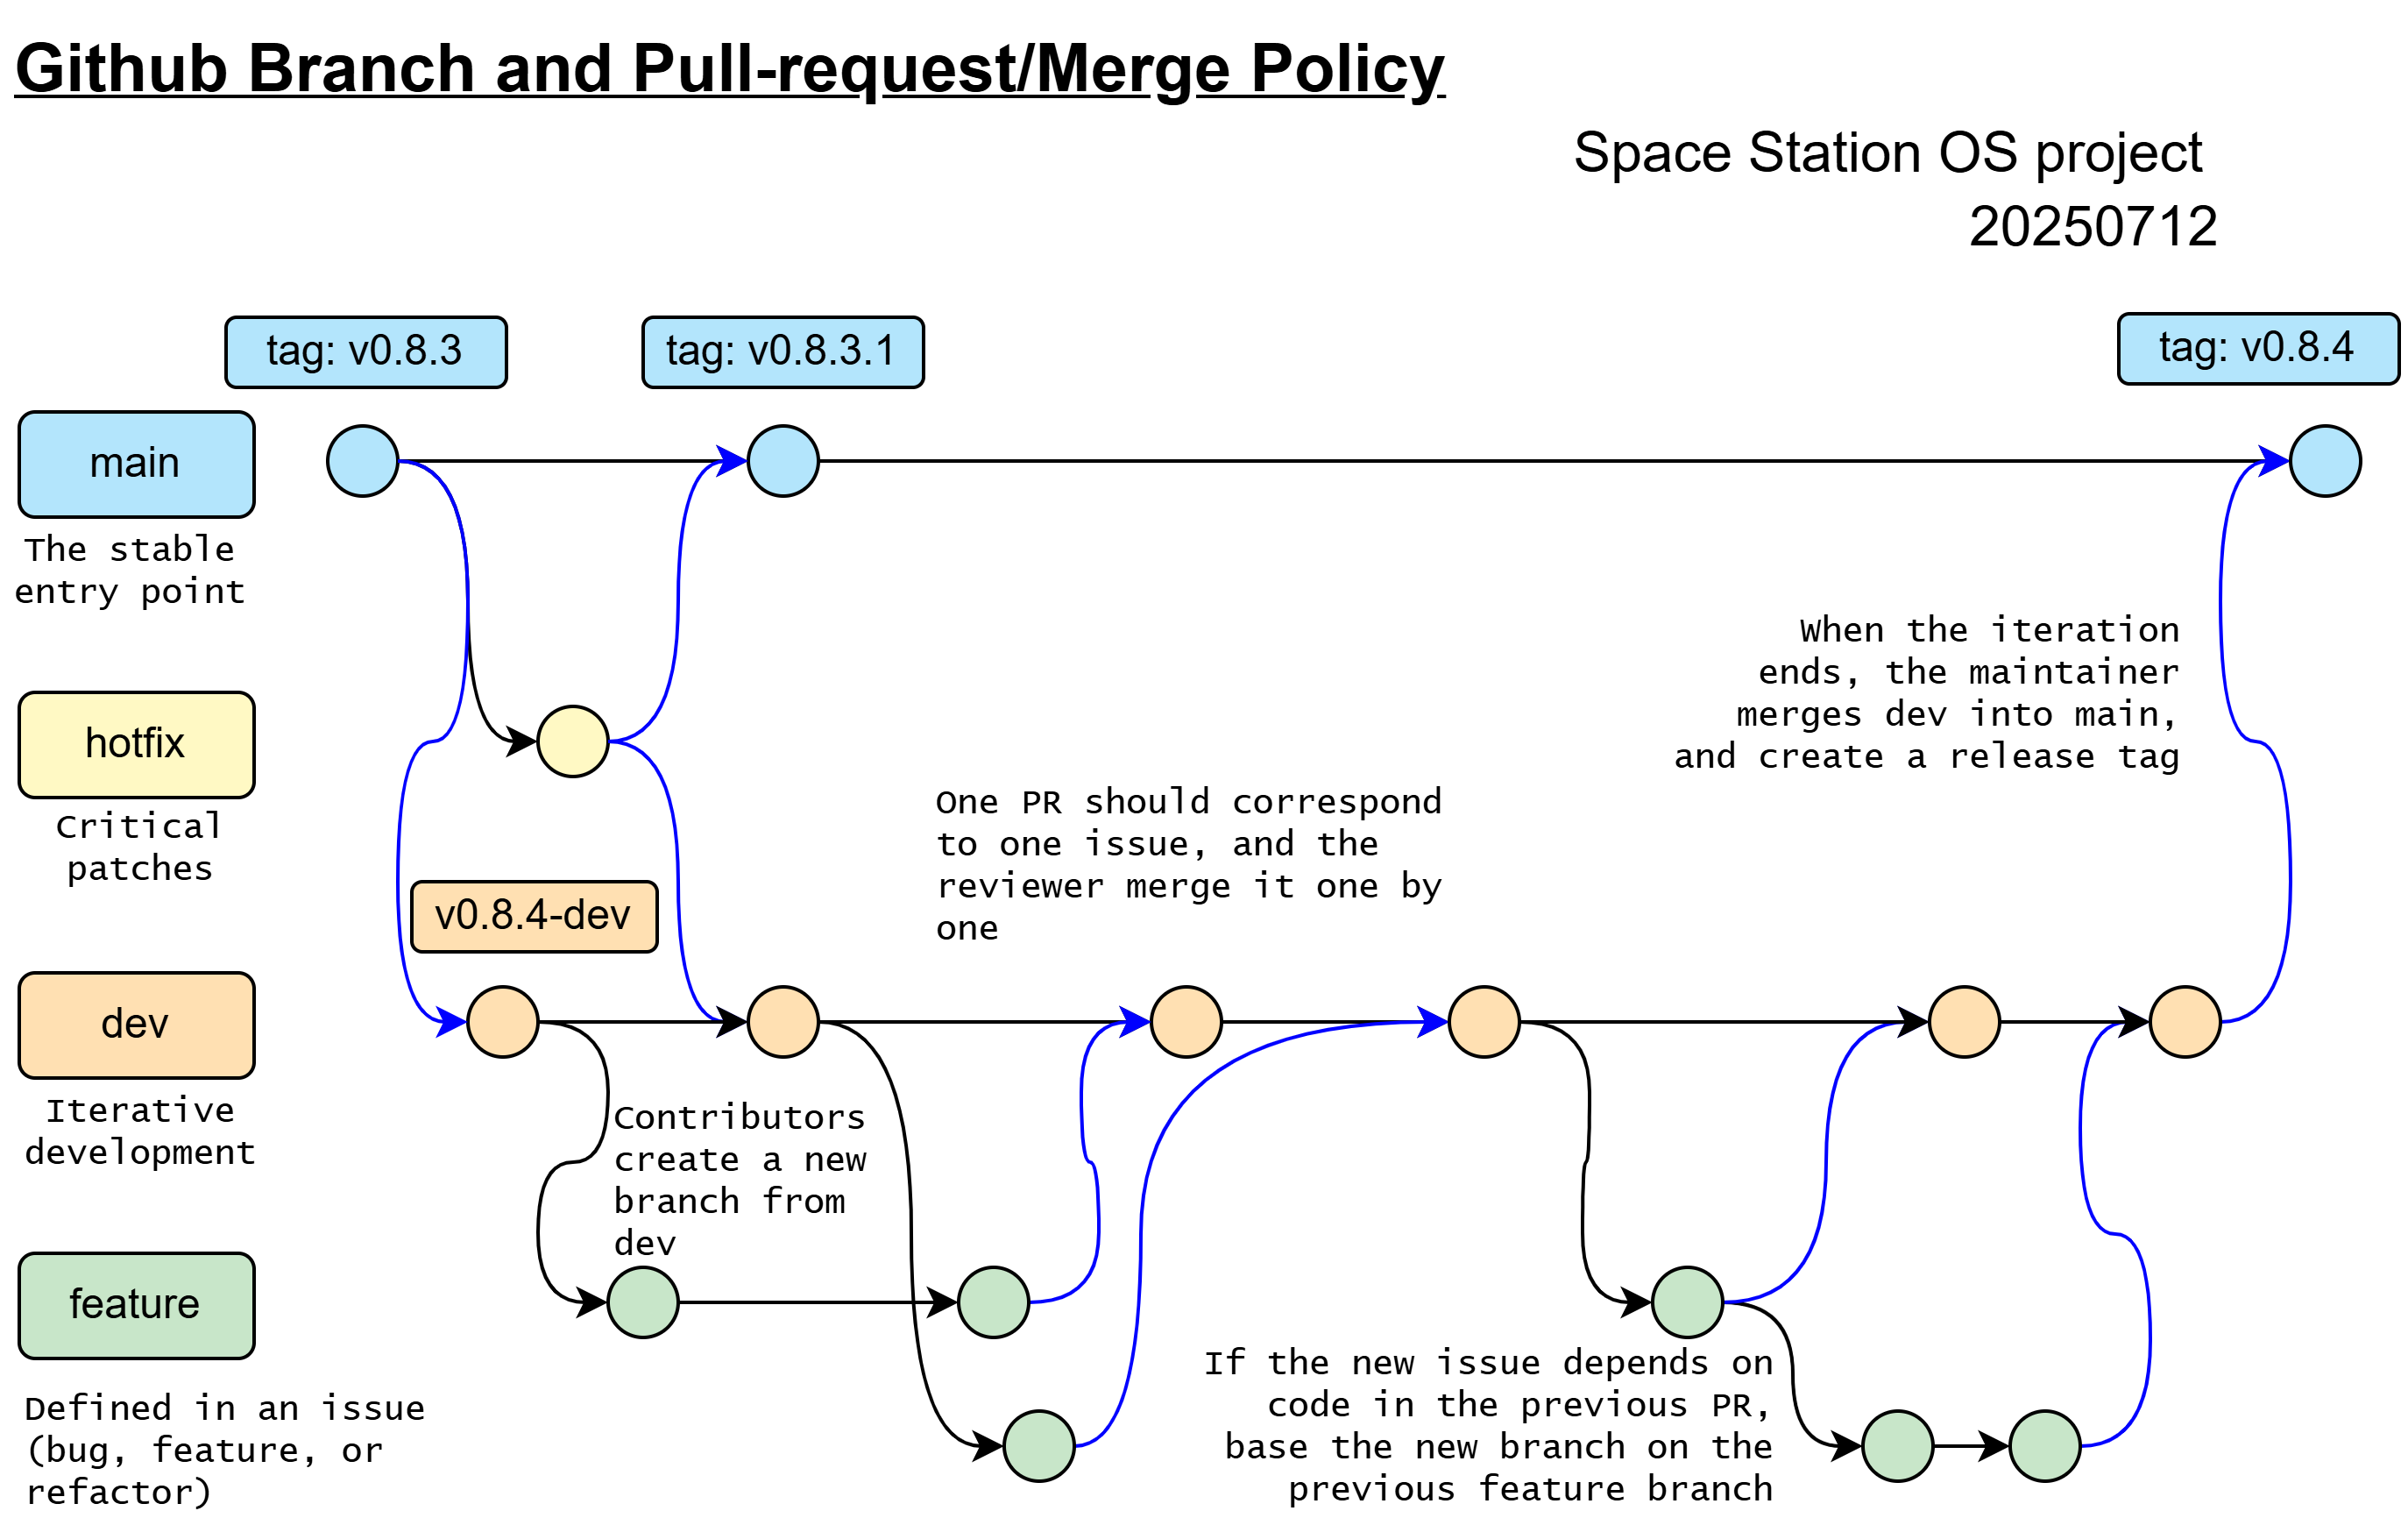 Github Branch and Pull-request/Merge Policy
Space Station OS project
20250712
tag: v0.8.3
tag: v0.8.3.1
tag: v0.8.4
main
The stable
entry point
When the iteration
ends, the maintainer
merges dev into main,
and create a release tag
hotfix
Critical
patches
One PR should correspond
to one issue, and the
reviewer merge it one by
one
v0.8.4-dev
dev
Iterative
development
Contributors
create a new
branch from
dev
feature
Defined in an issue
(bug, feature, or
refactor)
If the new issue depends on
code in the previous PR,
base the new branch on the
previous feature branch